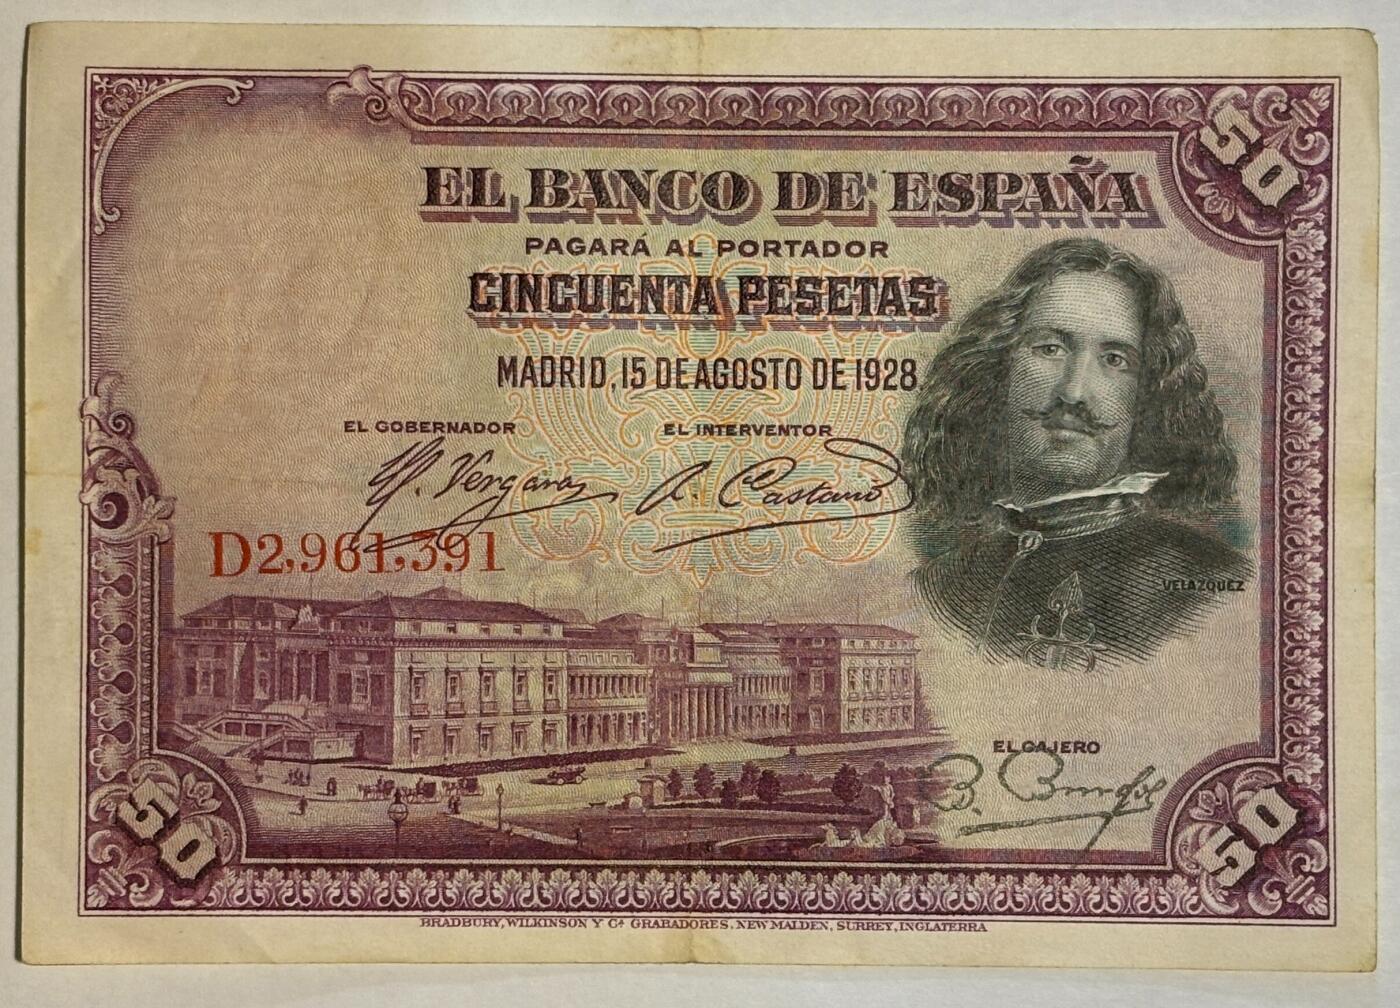 50
EL BANCO DE ESPAÑA
PAGARÁ AL PORTADOR
CINCUENTA PESETAS
MADRID, 15 DE AGOSTO DE 1928
EL GOBERNADOR
EL INTERVENTOR
D2,961,391
VELAZQUEZ
EL CAJERO
50
50
BRADBURY, WILKINSON Y Cª GRABADORES, NEW MALDEN, SURREY, INGLATERRA